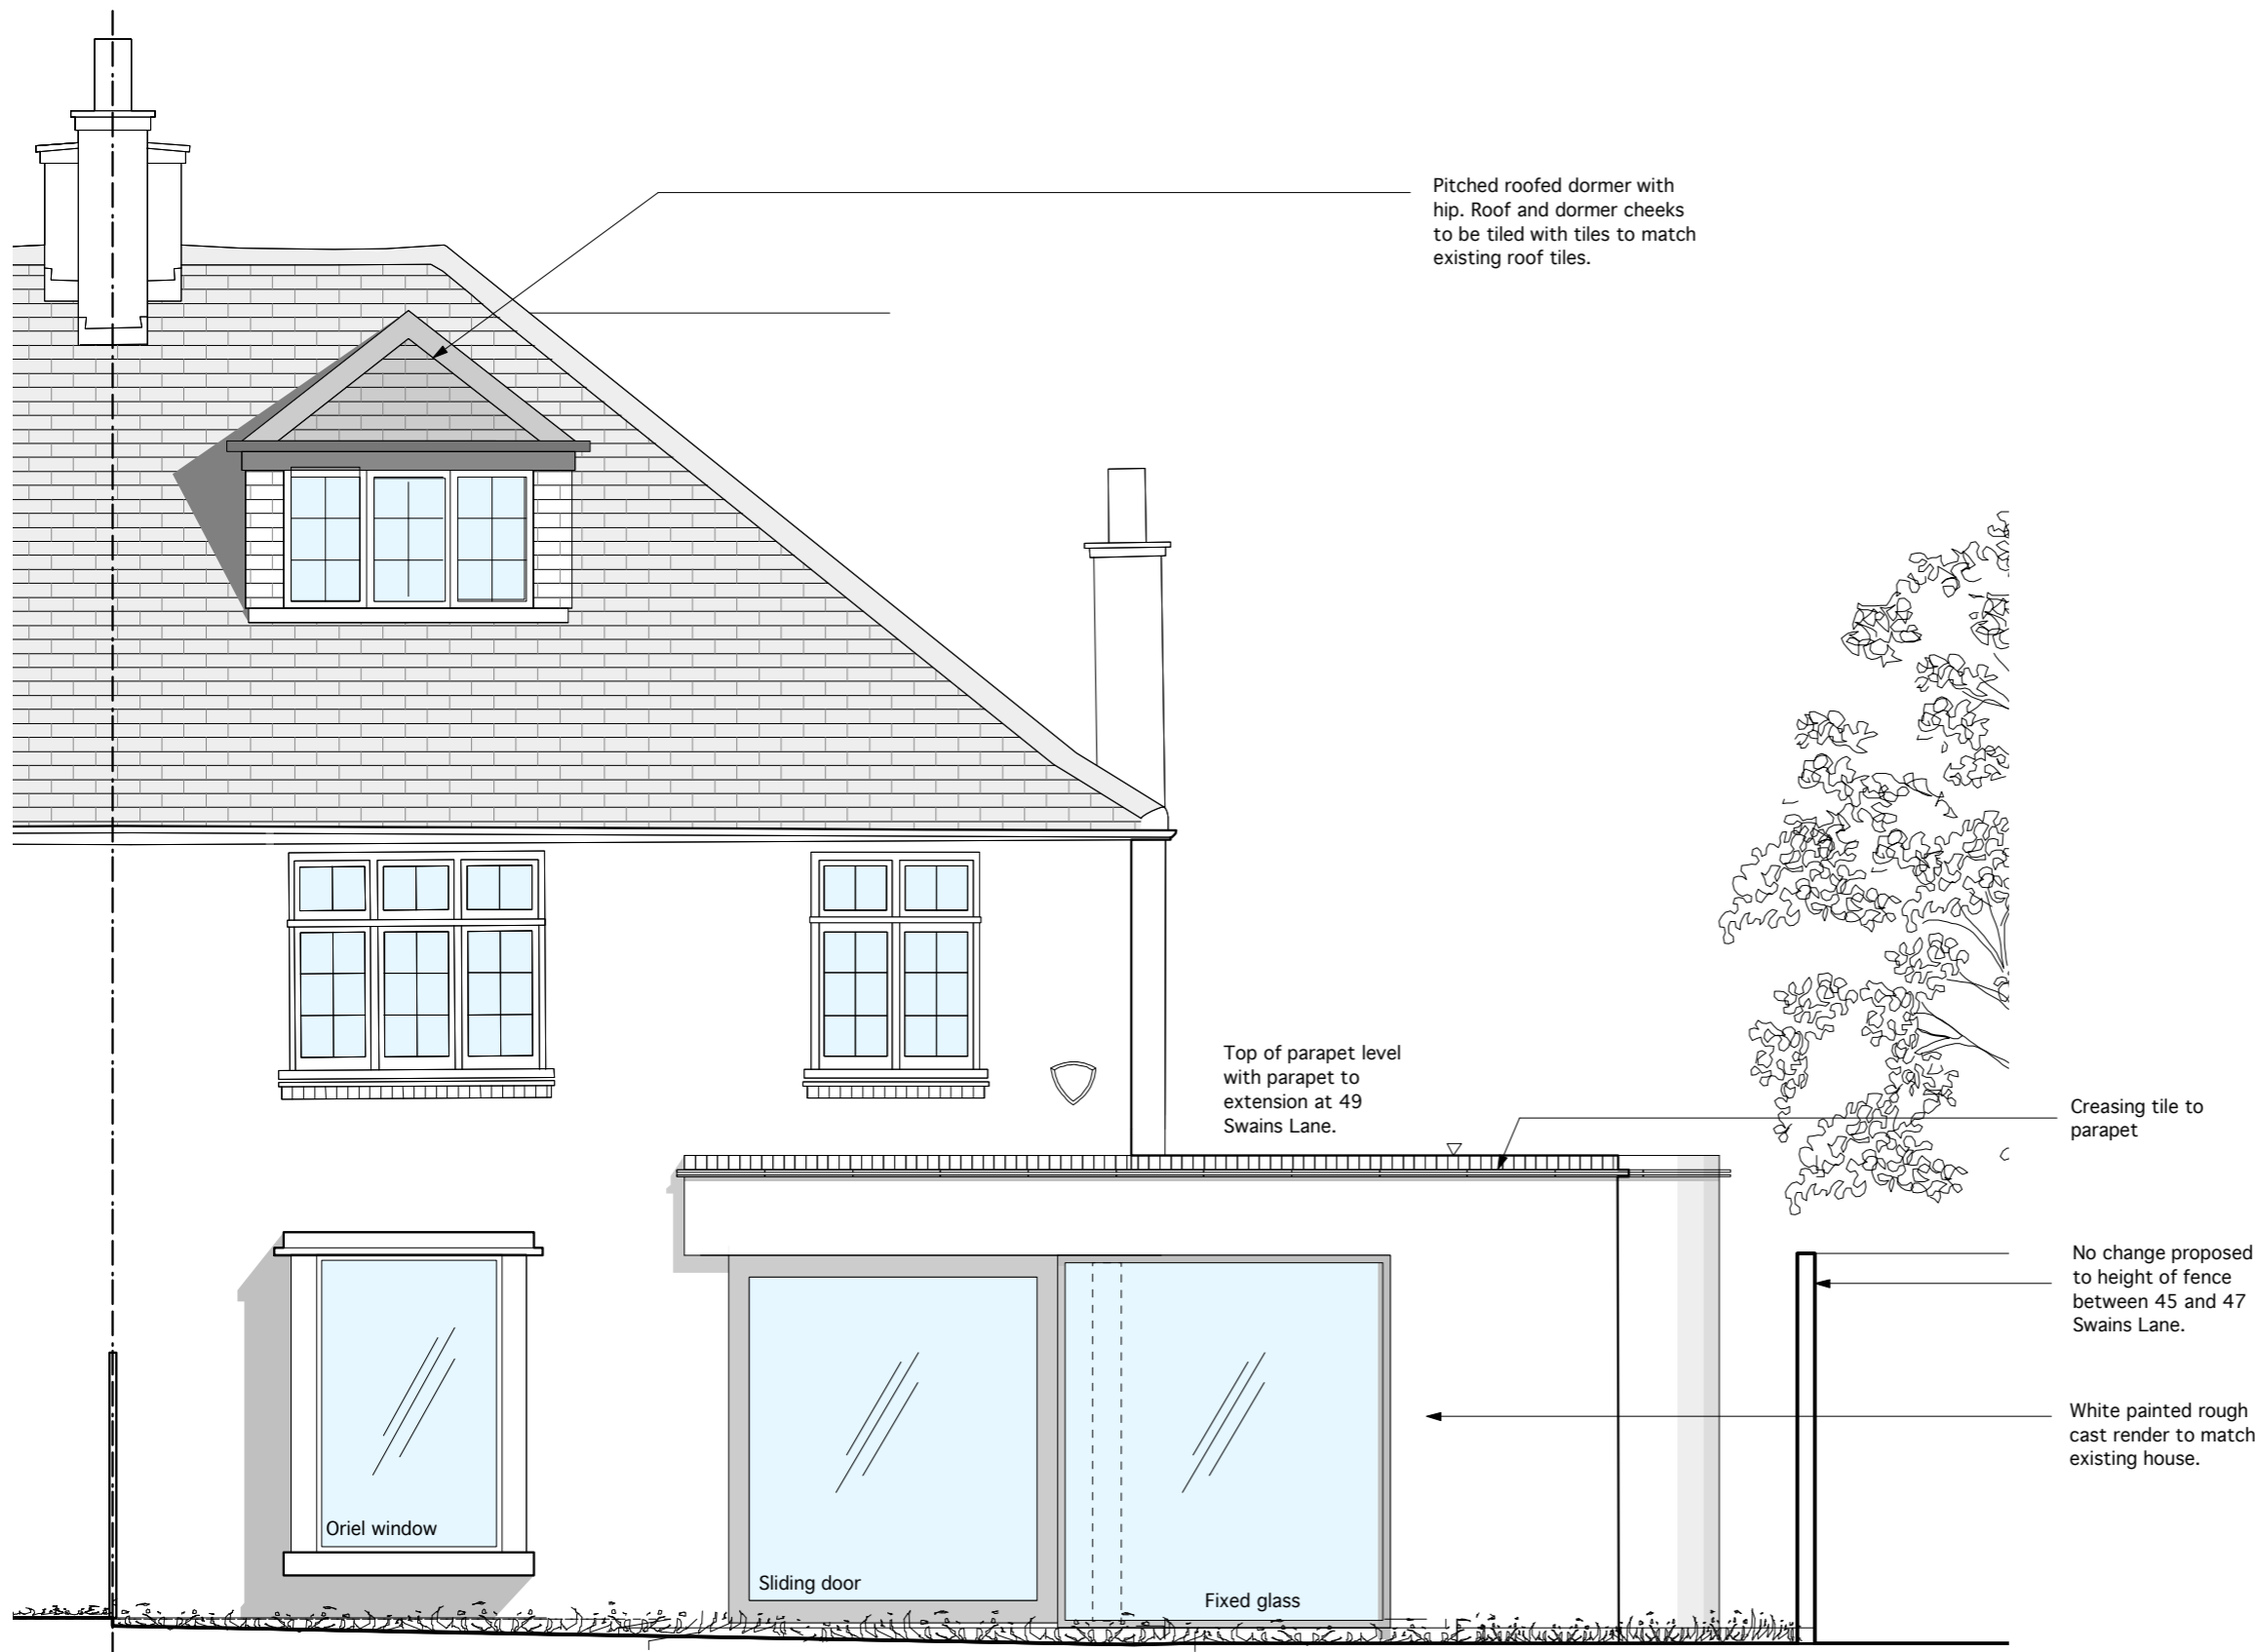 Pitched roofed dormer with
hip. Roof and dormer cheeks
to be tiled with tiles to match
existing roof tiles.
Top of parapet level
with parapet to
extension at 49
Swains Lane.
Creasing tile to
parapet
No change proposed
to height of fence
between 45 and 47
Swains Lane.
White painted rough
cast render to match
existing house.
Oriel window
Sliding door
Fixed glass